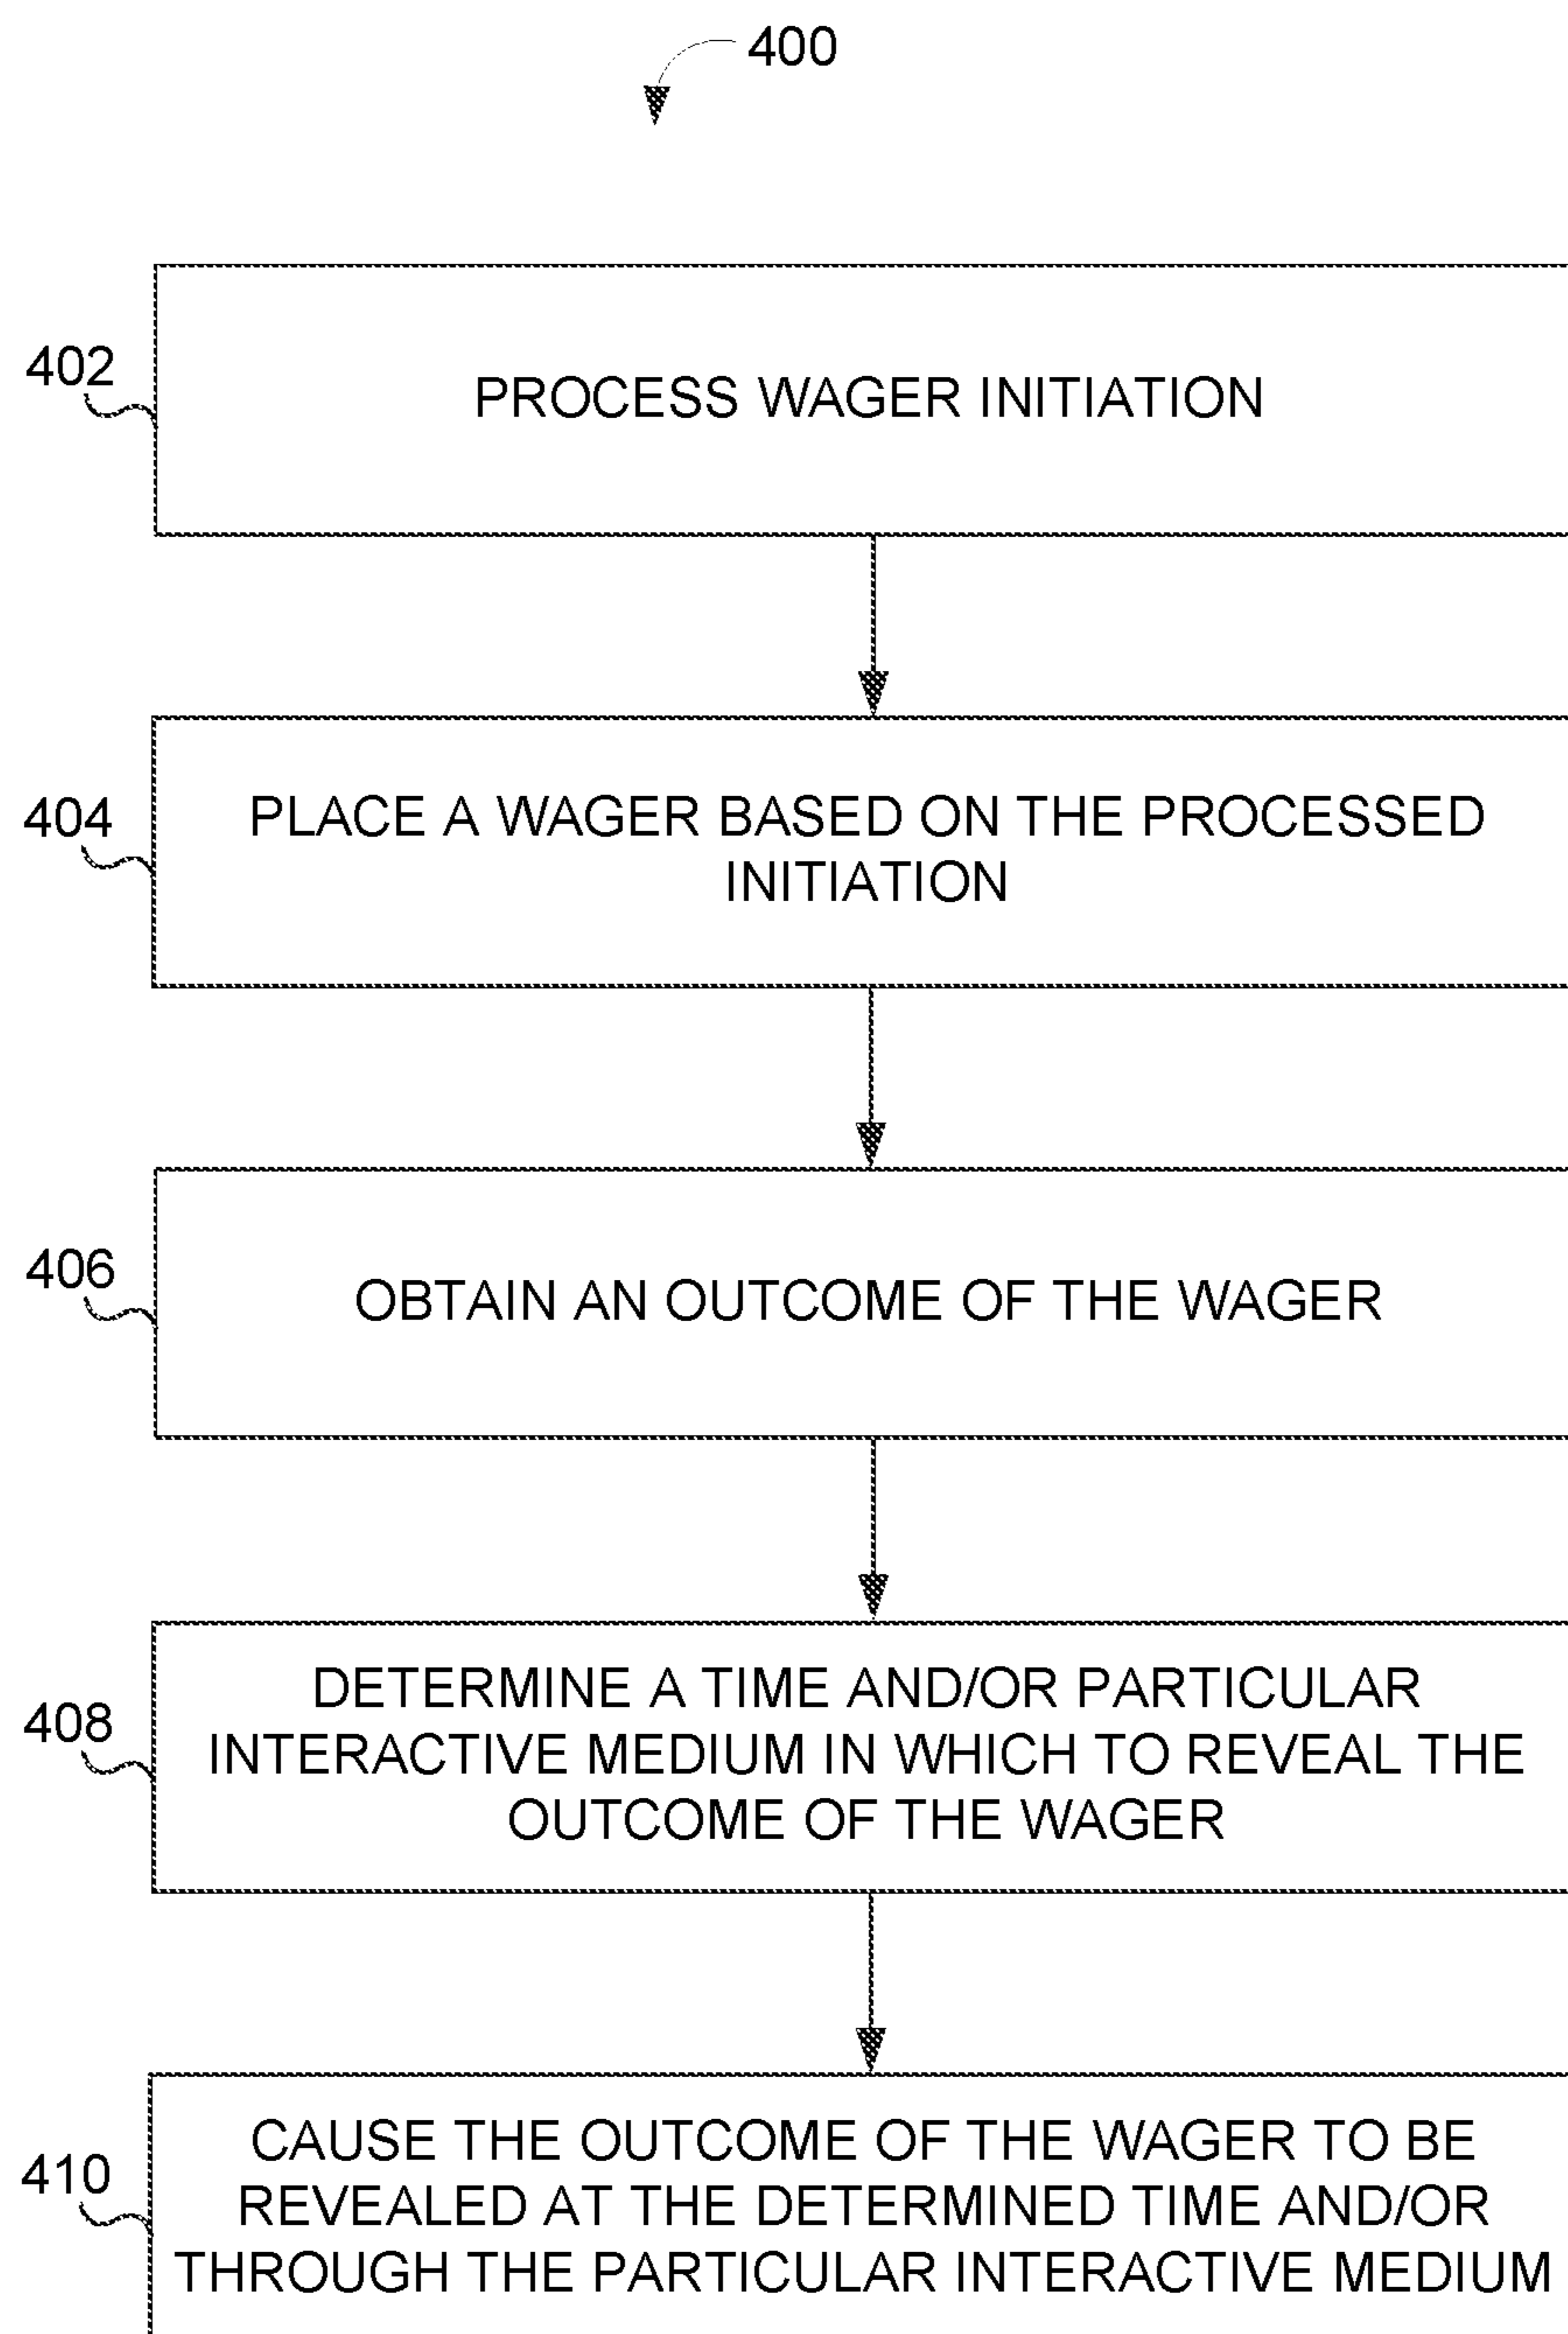 400
402
PROCESS WAGER INITIATION
404
PLACE A WAGER BASED ON THE PROCESSED
INITIATION
406
OBTAIN AN OUTCOME OF THE WAGER
408
DETERMINE A TIME AND/OR PARTICULAR
INTERACTIVE MEDIUM IN WHICH TO REVEAL THE
OUTCOME OF THE WAGER
410
CAUSE THE OUTCOME OF THE WAGER TO BE
REVEALED AT THE DETERMINED TIME AND/OR
THROUGH THE PARTICULAR INTERACTIVE MEDIUM